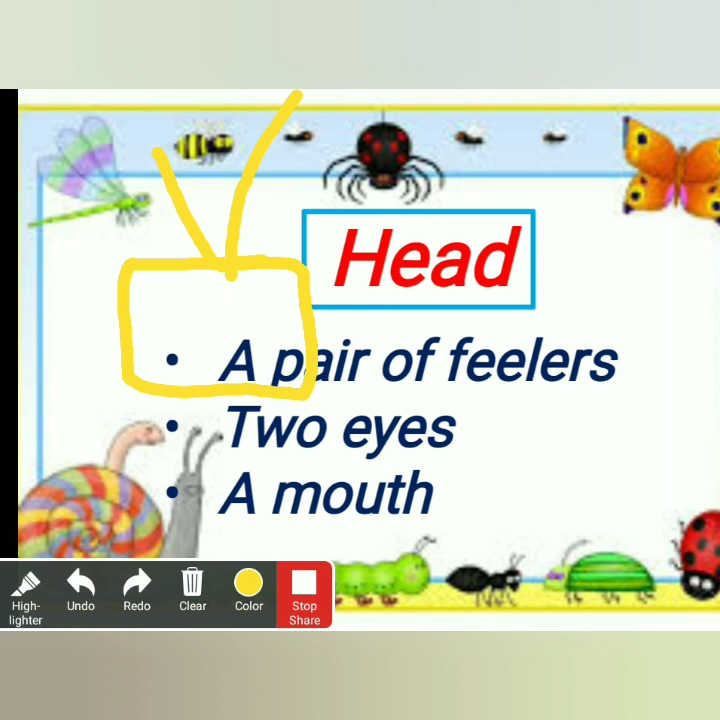 Head
• A pair of feelers
• Two eyes
• A mouth
High-
lighter
Undo
Redo
Clear
Color
Stop
Share